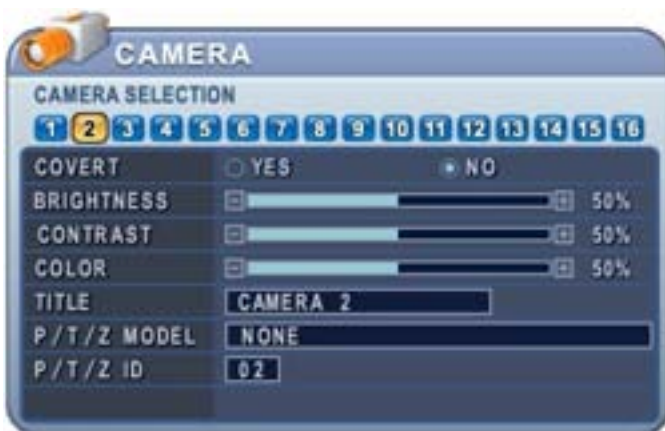 CAMERA
CAMERA SELECTION
1 2 3 4 5 6 7 8 9 10 11 12 13 14 15 16
COVERT YES NO
BRIGHTNESS 50%
CONTRAST 50%
COLOR 50%
TITLE CAMERA 2
P/T/Z MODEL NONE
P/T/Z ID 02